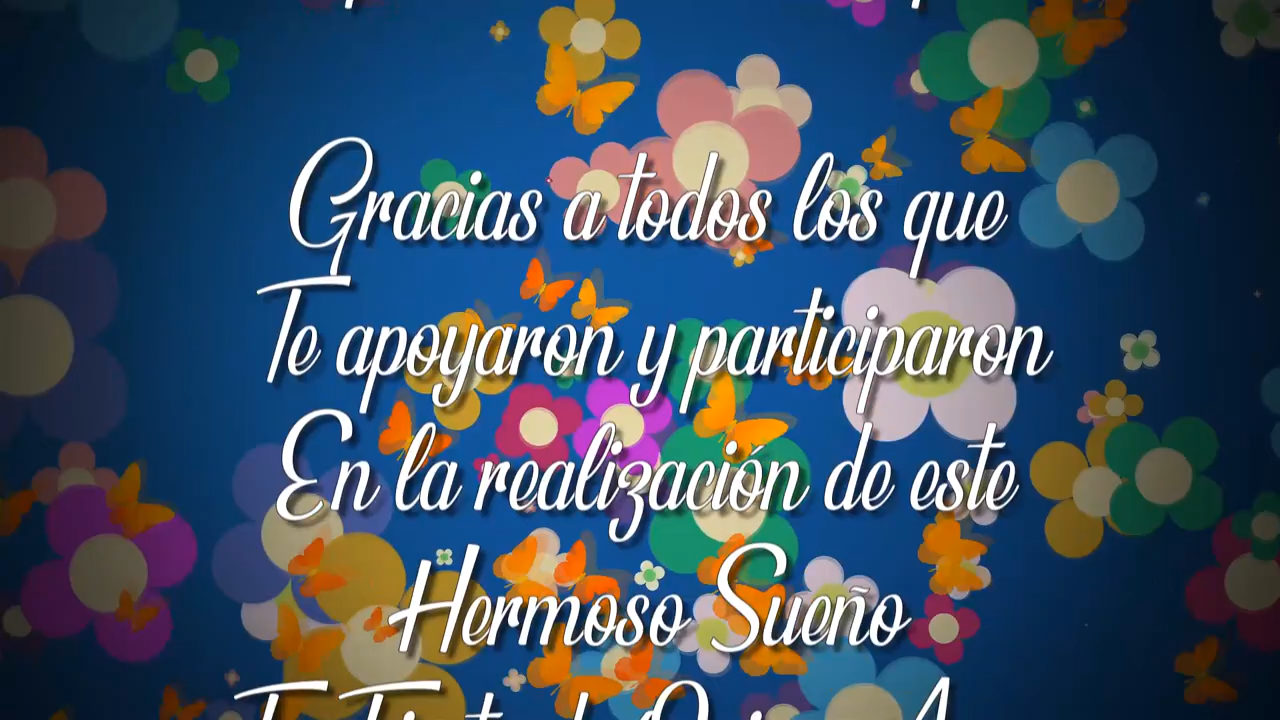 Gracias a todos los que
Te apoyaron y participaron
En la realización de este
Hermoso Sueño